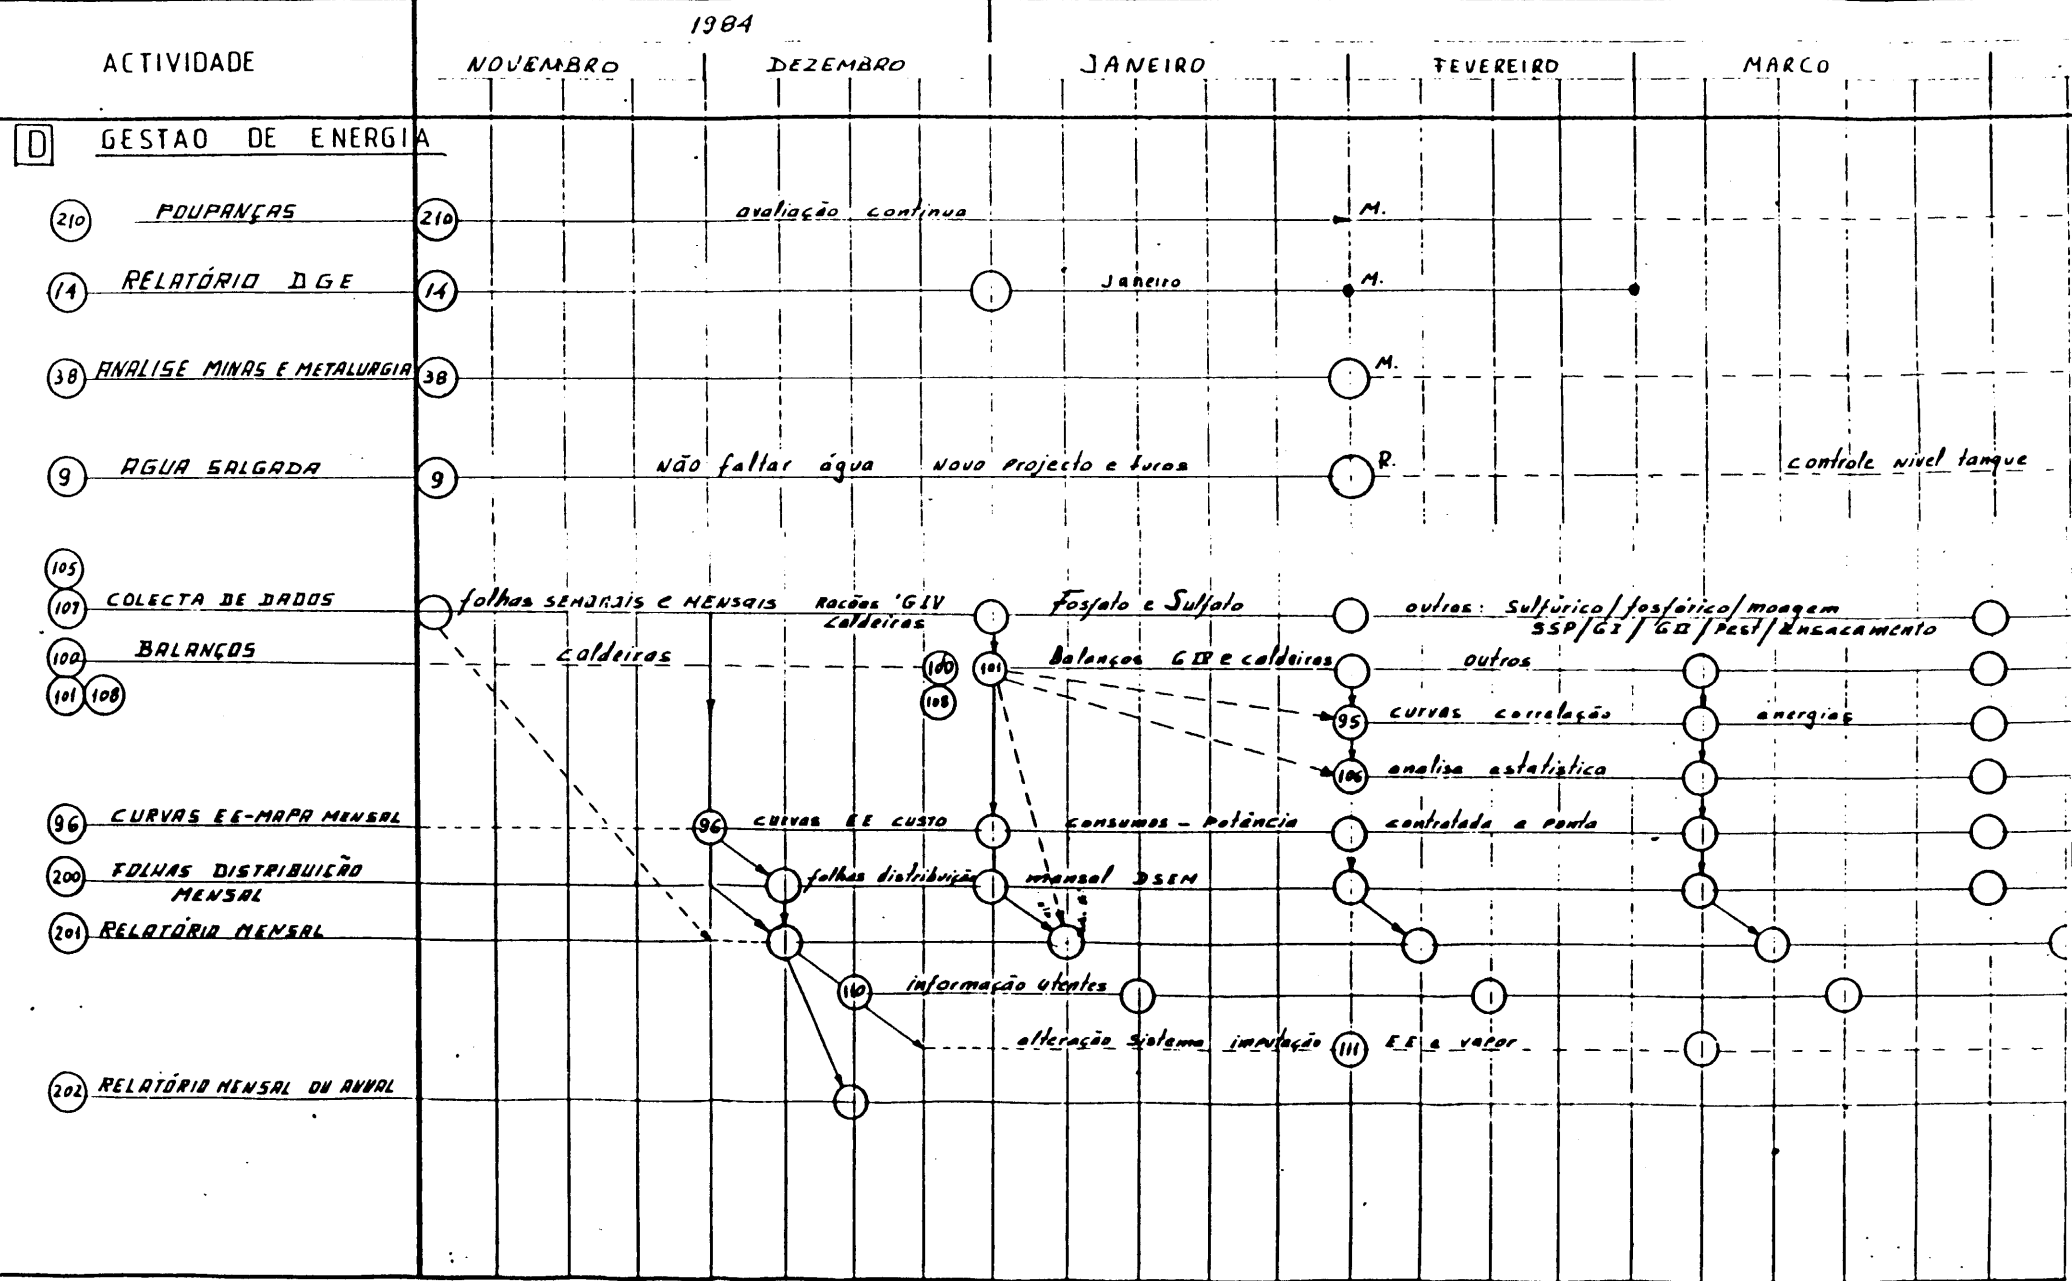 1984
ACTIVIDADE
NOVEMBRO DEZEMBRO JANEIRO FEVEREIRO MARCO
D GESTAO DE ENERGIA
210 POUPANÇAS 210 avaliação continua M.
14 RELATÓRIO DGE 14 Janeiro M.
38 ANALISE MINAS E METALURGIA 38 M.
9 AGUA SALGADA 9 Não faltar água Novo projecto e furos R. controle Nivel tanque
105
107 COLECTA DE DADOS folhas SEMANAIS e MENSAIS Racões GIV Fosfato e Sulfato outros: Sulfúrico/fosfórico/moagem
caldeiras SSP/GI/GII/Pest/Ensacamento
100 BALANÇOS caldeiras 100 101 Balanços e caldeiras outros
101 108 108
95 curvas correlação energias
106 analise estatistica
96 CURVAS EE-MAPA MENSAL 96 curvas EE custo consumos - Potência contratada e ponta
200 FOLHAS DISTRIBUIÇÃO folhas distribuição mensal DSEM
MENSAL
201 RELATÓRIO MENSAL
110 informação utentes
alteração sistema imputação 111 EE e vapor
202 RELATÓRIO MENSAL OU ANUAL